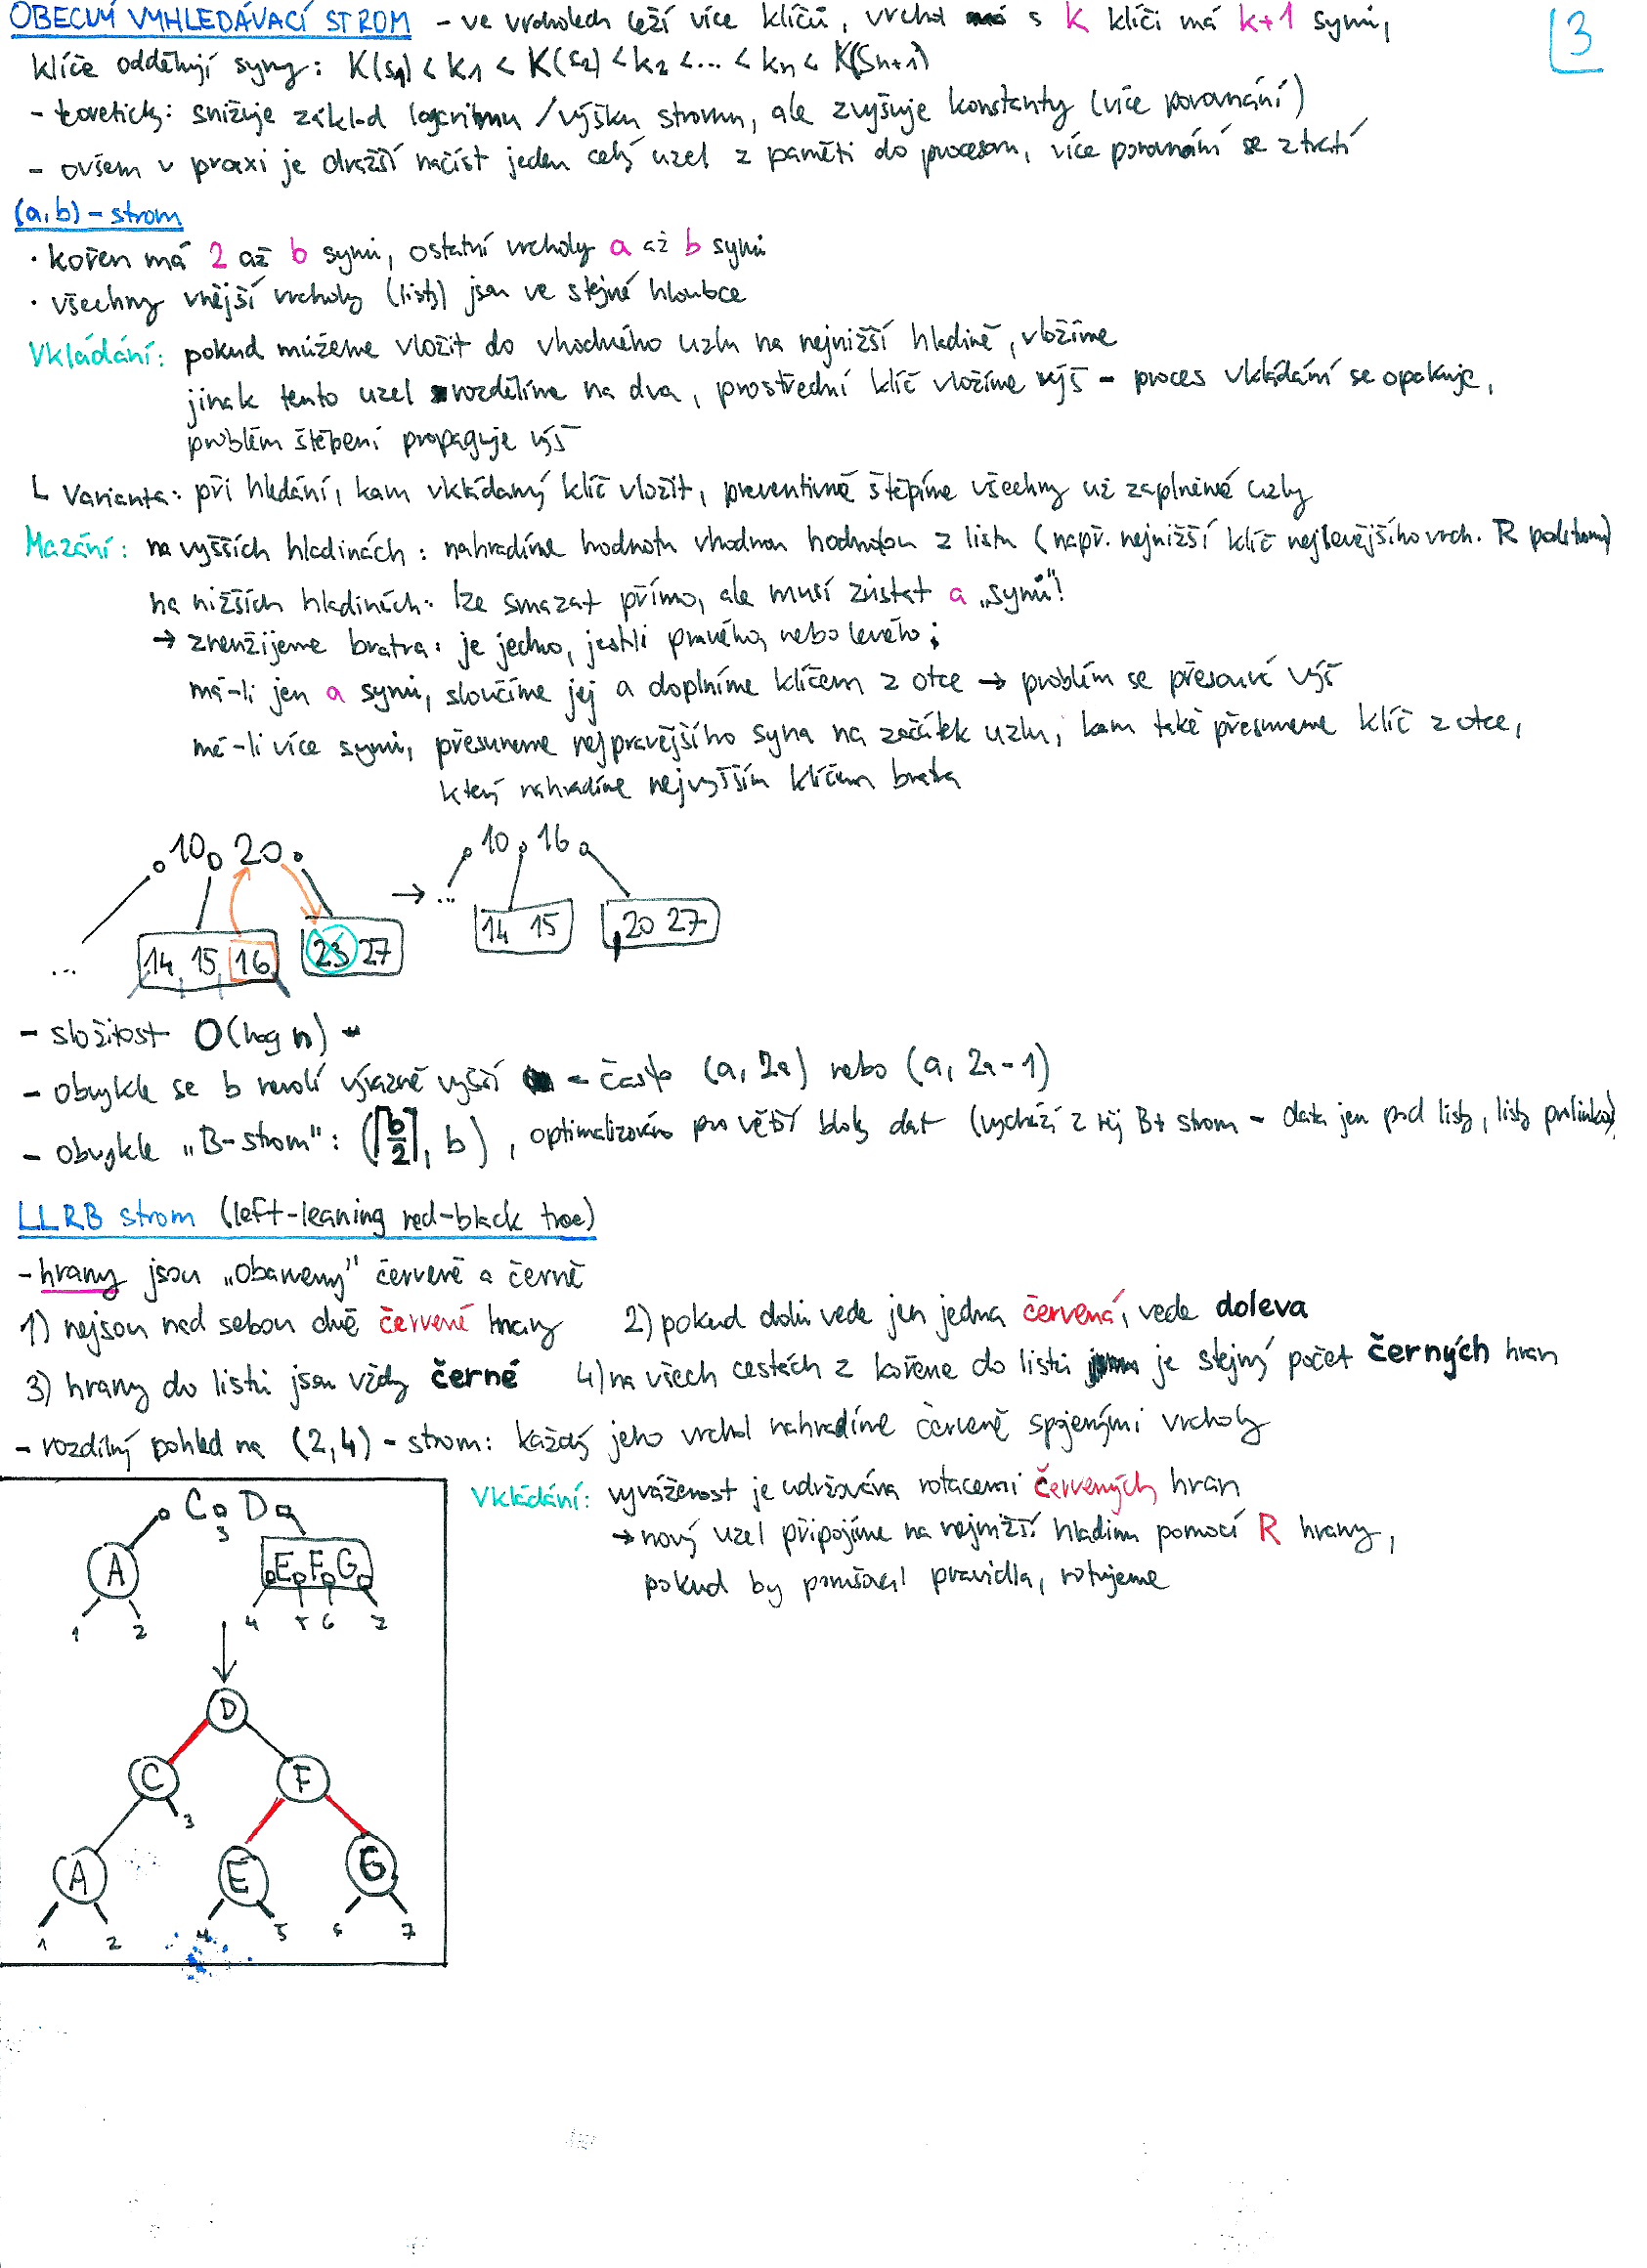 OBECNÝ VYHLEDÁVACÍ STROM – ve vrcholech leží více klíčů, vrchol s k klíči má k+1 synů,
3
klíče oddělují syny: K(s1) < k1 < K(s2) < k2 < ... < kn < K(sn+1)
- teoreticky: snižuje základ logaritmu / výšku stromu, ale zvyšuje konstanty (více porovnání)
- ovšem v praxi je dražší načíst jeden celý uzel z paměti do procesoru, více porovnání se ztratí
(a,b) – strom
· kořen má 2 až b synů, ostatní vrcholy a až b synů
· všechny vnější vrcholy (listy) jsou ve stejné hloubce
Vkládání: pokud můžeme vložit do vhodného uzlu na nejnižší hladině, vložíme
jinak tento uzel rozdělíme na dva, prostřední klíč vložíme výš – proces vkládání se opakuje,
problém štěpení propaguje výš
Varianta: při hledání, kam vkládaný klíč vložit, preventivně štěpíme všechny už zaplněné uzly
Mazání: na vyšších hladinách: nahradíme hodnotu vhodnou hodnotou z listu (např. nejnižší klíč nejlevějšího vrch. R podstromu)
na nižších hladinách: lze smazat přímo, ale musí zůstat a „synů"!
→ zneužijeme bratra: je jedno, jestli pravého, nebo levého;
má-li jen a synů, sloučíme jej a doplníme klíčem z otce → problém se přesouvá výš
má-li více synů, přesuneme nejpravějšího syna na začátek uzlu, kam také přesuneme klíč z otce,
který nahradíme nejvyšším klíčem bratra
10 20 → 10 16
... 14 15 16 23 27 ... 14 15 20 27
- složitost O(log n)
- obvykle se b nevolí výrazně vyšší – často (a, 2a) nebo (a, 2a-1)
- obvykle „B-strom": (⌈b/2⌉, b), optimalizováno pro větší bloky dat (vychází z něj B+ strom – data jen pod listy, listy prolinkované)
LLRB strom (left-leaning red-black tree)
- hrany jsou „obarveny" červeně a černě
1) nejsou nad sebou dvě červené hrany 2) pokud dolů vede jen jedna červená, vede doleva
3) hrany do listů jsou vždy černé 4) na všech cestách z kořene do listů je stejný počet černých hran
- rozdílný pohled na (2,4) – strom: každý jeho vrchol nahradíme červeně spojenými vrcholy
Vkládání: vyváženost je udržována rotacemi červených hran
→ nový uzel připojíme na nejnižší hladinu pomocí R hrany,
pokud by porušoval pravidla, rotujeme
C D
3
A E F G
1 2 4 5 6 7
D
C F
3
A E G
1 2 4 5 6 7